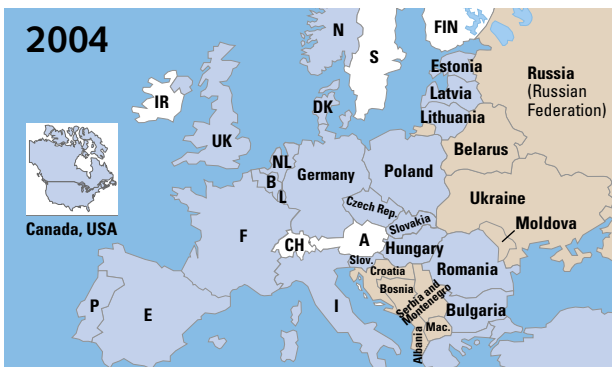 2004
N
FIN
S
Estonia
Russia
(Russian
Federation)
Latvia
IR
DK
Lithuania
UK
Belarus
NL
Germany
Poland
B
L
Ukraine
Czech Rep.
Slovakia
Moldova
Canada, USA
F
CH
A
Hungary
Slov.
Romania
Croatia
Bosnia
Serbia and
Montenegro
P
E
I
Bulgaria
Mac.
Albania